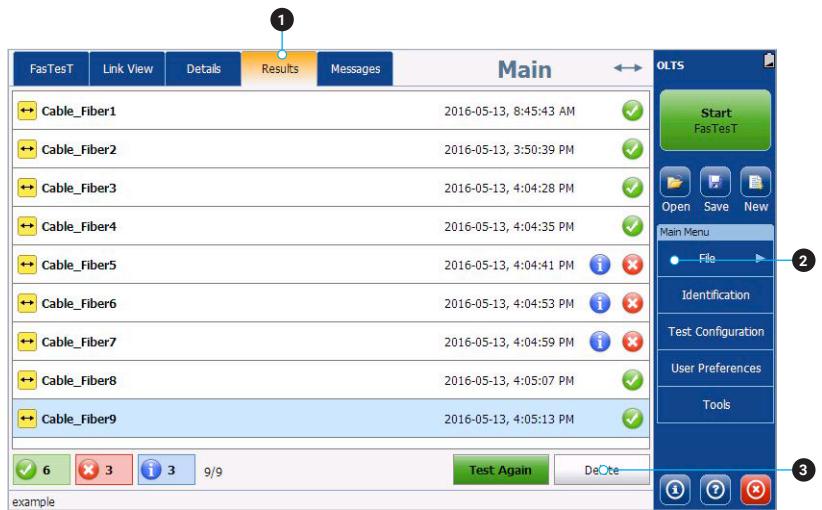 1
FasTesT Link View Details Results Messages Main OLTS
Cable_Fiber1 2016-05-13, 8:45:43 AM
Cable_Fiber2 2016-05-13, 3:50:39 PM
Cable_Fiber3 2016-05-13, 4:04:28 PM
Cable_Fiber4 2016-05-13, 4:04:35 PM
Cable_Fiber5 2016-05-13, 4:04:41 PM
Cable_Fiber6 2016-05-13, 4:04:53 PM
Cable_Fiber7 2016-05-13, 4:04:59 PM
Cable_Fiber8 2016-05-13, 4:05:07 PM
Cable_Fiber9 2016-05-13, 4:05:13 PM
6 3 3 9/9 Test Again Delete
example
Start
FasTesT
Open Save New
Main Menu
File 2
Identification
Test Configuration
User Preferences
Tools
3